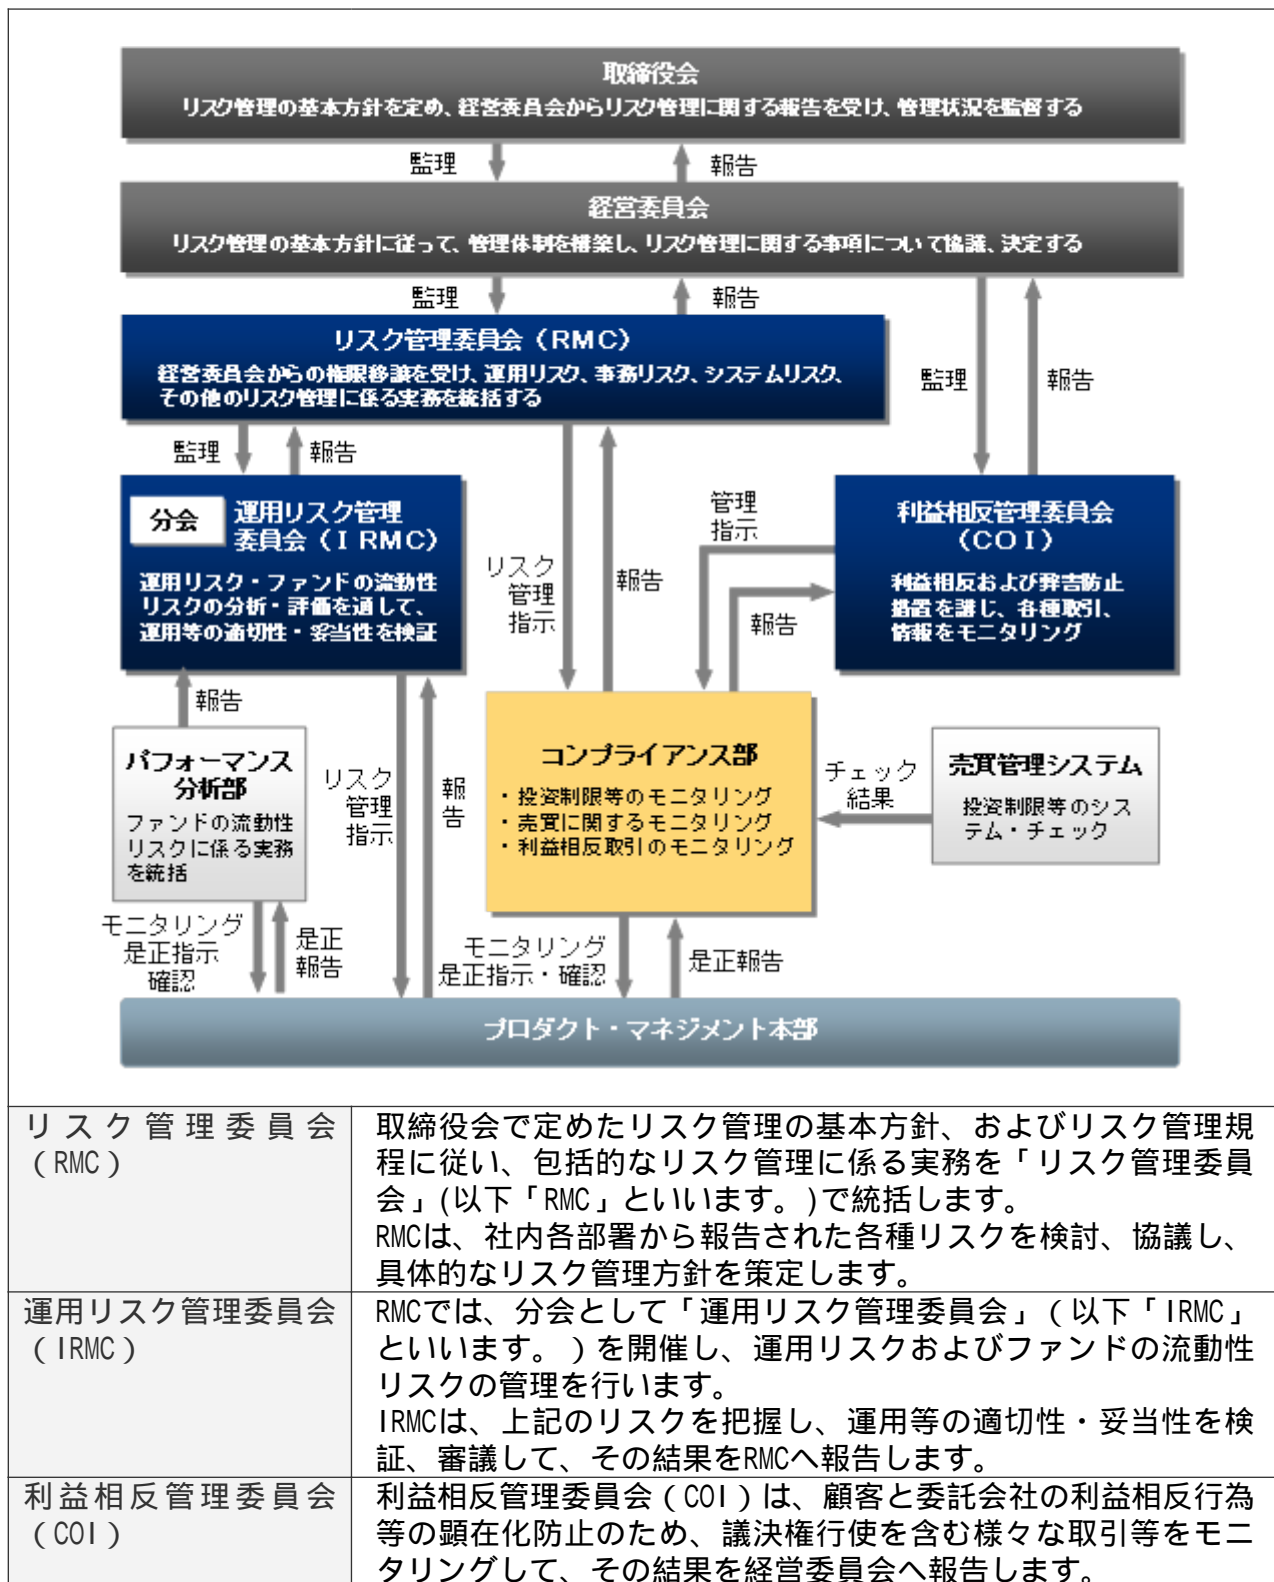 取締役会
リスク管理の基本方針を定め、経営委員会からリスク管理に関する報告を受け、管理状況を監督する
監理
報告
経営委員会
リスク管理の基本方針に従って、管理体制を構築し、リスク管理に関する事項について協議、決定する
監理
報告
リスク管理委員会（RMC）
経営委員会からの権限移譲を受け、運用リスク、事務リスク、システムリスク、
その他のリスク管理に係る実務を統括する
監理
報告
監理
報告
分会
運用リスク管理
委員会（IRMC）
運用リスク・ファンドの流動性
リスクの分析・評価を通して、
運用等の適切性・妥当性を検証
リスク
管理
指示
報告
管理
指示
報告
利益相反管理委員会
（COI）
利益相反および弊害防止
措置を講じ、各種取引、
情報をモニタリング
報告
パフォーマンス
分析部
ファンドの流動性
リスクに係る実務
を統括
リスク
管理
指示
報
告
コンプライアンス部
・投資制限等のモニタリング
・売買に関するモニタリング
・利益相反取引のモニタリング
チェック
結果
売買管理システム
投資制限等のシス
テム・チェック
モニタリング
是正指示
確認
是正
報告
モニタリング
是正指示・確認
是正報告
プロダクト・マネジメント本部
リスク管理委員会
（RMC）
取締役会で定めたリスク管理の基本方針、およびリスク管理規
程に従い、包括的なリスク管理に係る実務を「リスク管理委員
会」(以下「RMC」といいます。)で統括します。
RMCは、社内各部署から報告された各種リスクを検討、協議し、
具体的なリスク管理方針を策定します。
運用リスク管理委員会
（IRMC）
RMCでは、分会として「運用リスク管理委員会」（以下「IRMC」
といいます。）を開催し、運用リスクおよびファンドの流動性
リスクの管理を行います。
IRMCは、上記のリスクを把握し、運用等の適切性・妥当性を検
証、審議して、その結果をRMCへ報告します。
利益相反管理委員会
（COI）
利益相反管理委員会（COI）は、顧客と委託会社の利益相反行為
等の顕在化防止のため、議決権行使を含む様々な取引等をモニ
タリングして、その結果を経営委員会へ報告します。